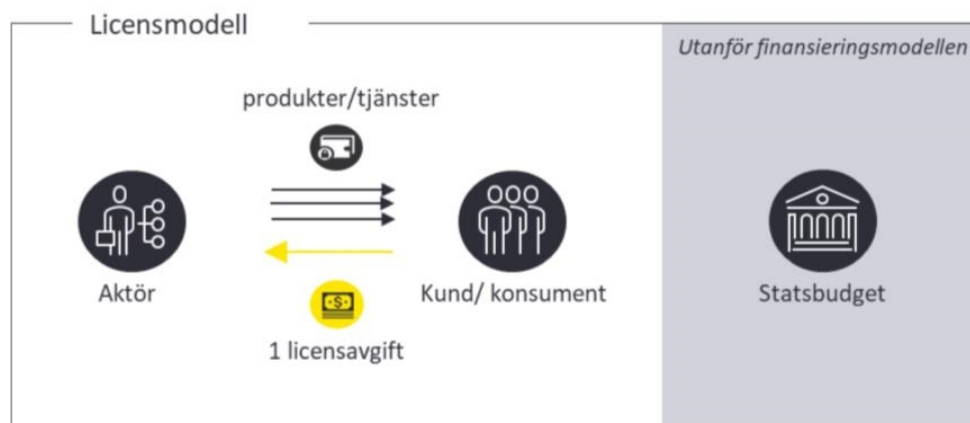 Licensmodell
Utanför finansieringsmodellen
produkter/tjänster
Aktör
Kund/ konsument
Statsbudget
1 licensavgift